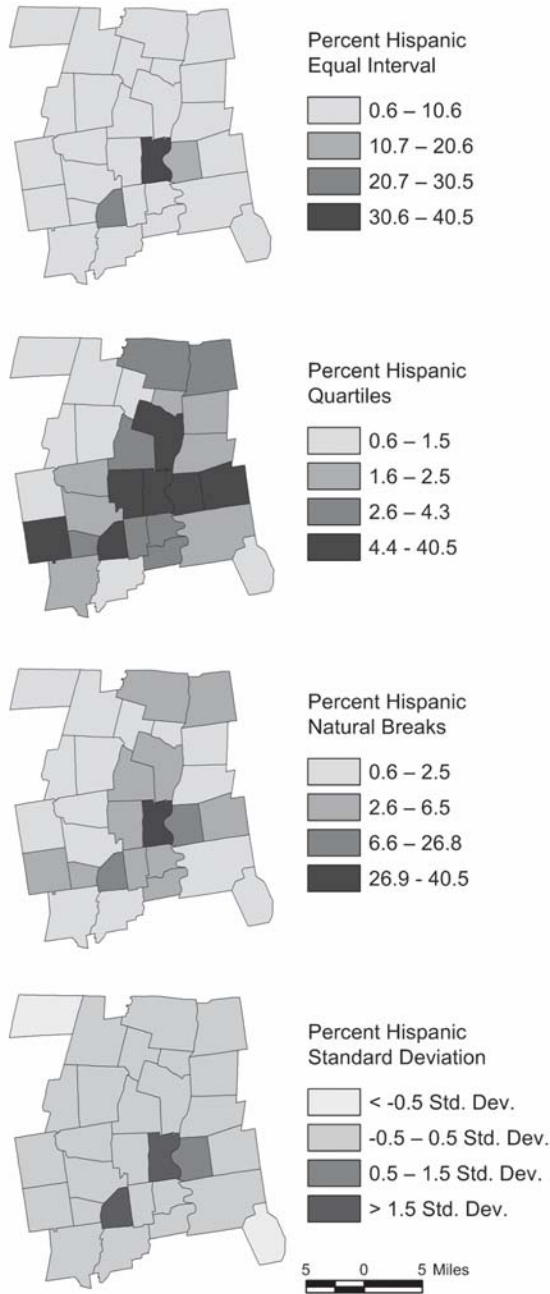 Percent Hispanic
Equal Interval
0.6 – 10.6
10.7 – 20.6
20.7 – 30.5
30.6 – 40.5
Percent Hispanic
Quartiles
0.6 – 1.5
1.6 – 2.5
2.6 – 4.3
4.4 - 40.5
Percent Hispanic
Natural Breaks
0.6 – 2.5
2.6 – 6.5
6.6 – 26.8
26.9 - 40.5
Percent Hispanic
Standard Deviation
< -0.5 Std. Dev.
-0.5 – 0.5 Std. Dev.
0.5 – 1.5 Std. Dev.
> 1.5 Std. Dev.
5 0 5 Miles